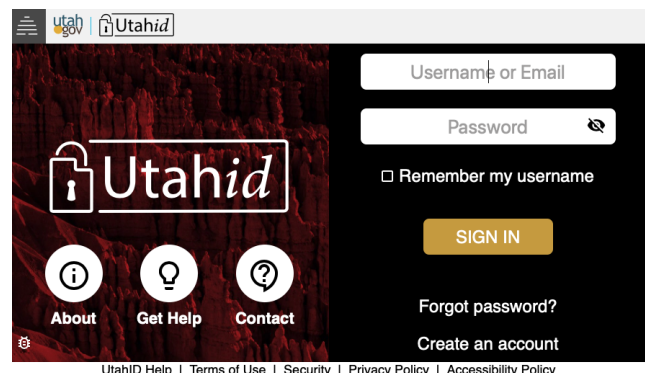 utah gov | Utahid
Username or Email
Password
Utahid
Remember my username
SIGN IN
About Get Help Contact
Forgot password?
Create an account
UtahID Help | Terms of Use | Security | Privacy Policy | Accessibility Policy